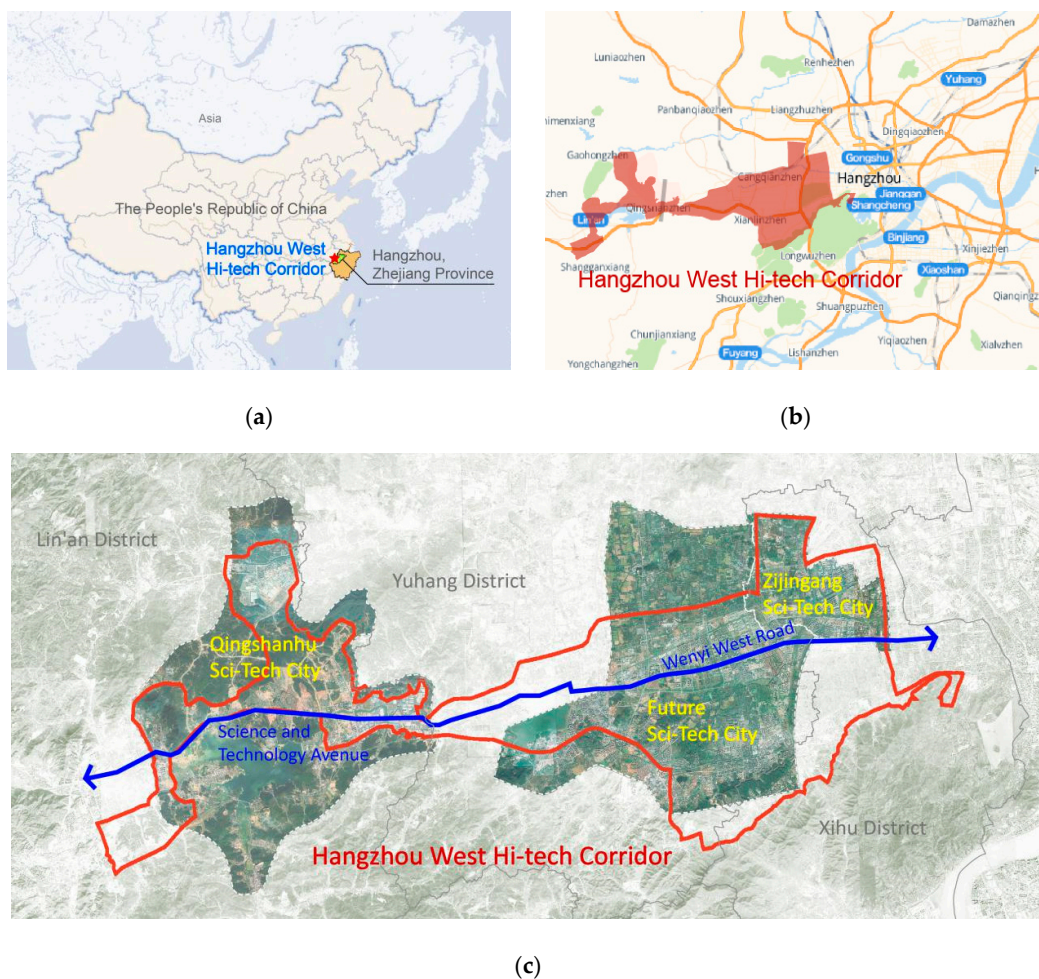 Asia
The People's Republic of China
Hangzhou West
Hi-tech Corridor
Hangzhou,
Zhejiang Province
(a)
Damazhen
Luniaozhen
Renhezhen
Yuhang
Panbanqiaozhen
Liangzhuzhen
himenxiang
Dingqiaozhen
Gaohongzhen
Gongshu
Cangqianzhen
Hangzhou
zhen
Jianggan
Qingshanzhen
Shangcheng
Lin'an
Xianlinzhen
Binjiang
Xinjiezhen
Longwuzhen
Shangganxiang
Xiaoshan
Hangzhou West Hi-tech Corridor
Shouxiangzhen
Qianqingz
Shuangpuzhen
Chunjianxiang
Yiqiaozhen
Xialvzhen
Fuyang
Lishanzhen
Yongchangzhen
(b)
Lin'an District
Yuhang District
Zijingang
Sci-Tech City
Qingshanhu
Sci-Tech City
Wenyi West Road
Future
Sci-Tech City
Science and
Technology Avenue
Xihu District
Hangzhou West Hi-tech Corridor
(c)